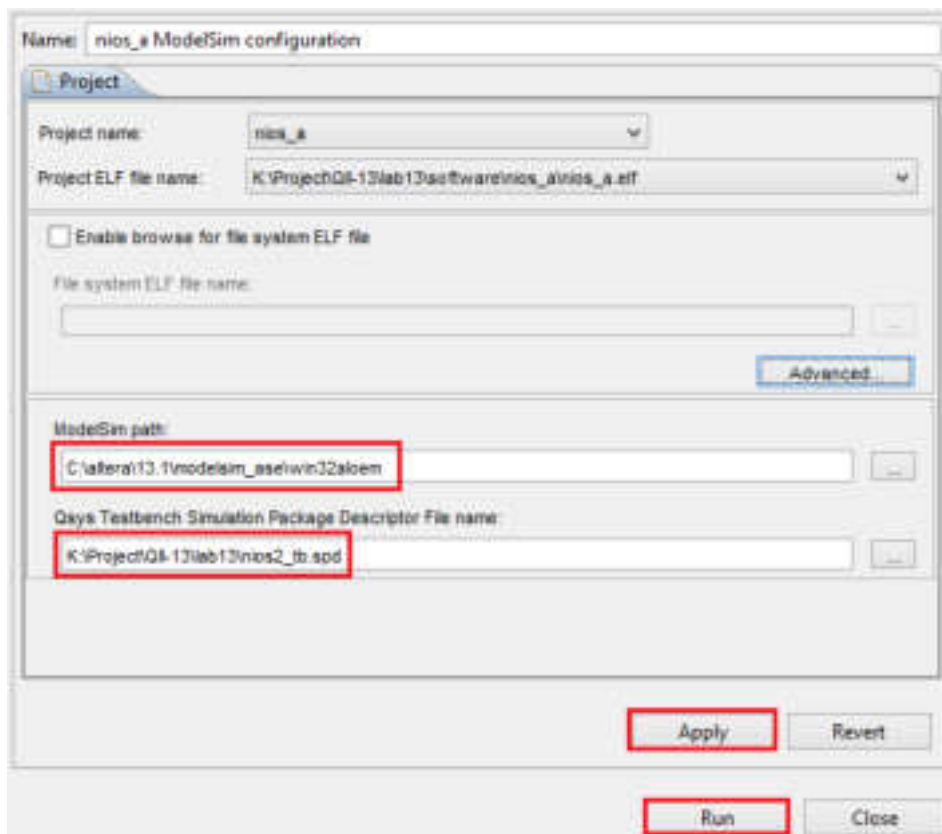 Name: nios_a ModelSim configuration
Project
Project name: nios_a
Project ELF file name: K:\Project\QII-13\lab13\software\nios_a\nios_a.elf
Enable browse for file system ELF file
File system ELF file name:
...
Advanced...
ModelSim path:
C:\altera\13.1\modelsim_ase\win32aloem
...
Qsys Testbench Simulation Package Descriptor File name:
K:\Project\QII-13\lab13\nios2_tb.spd
...
Apply Revert
Run Close